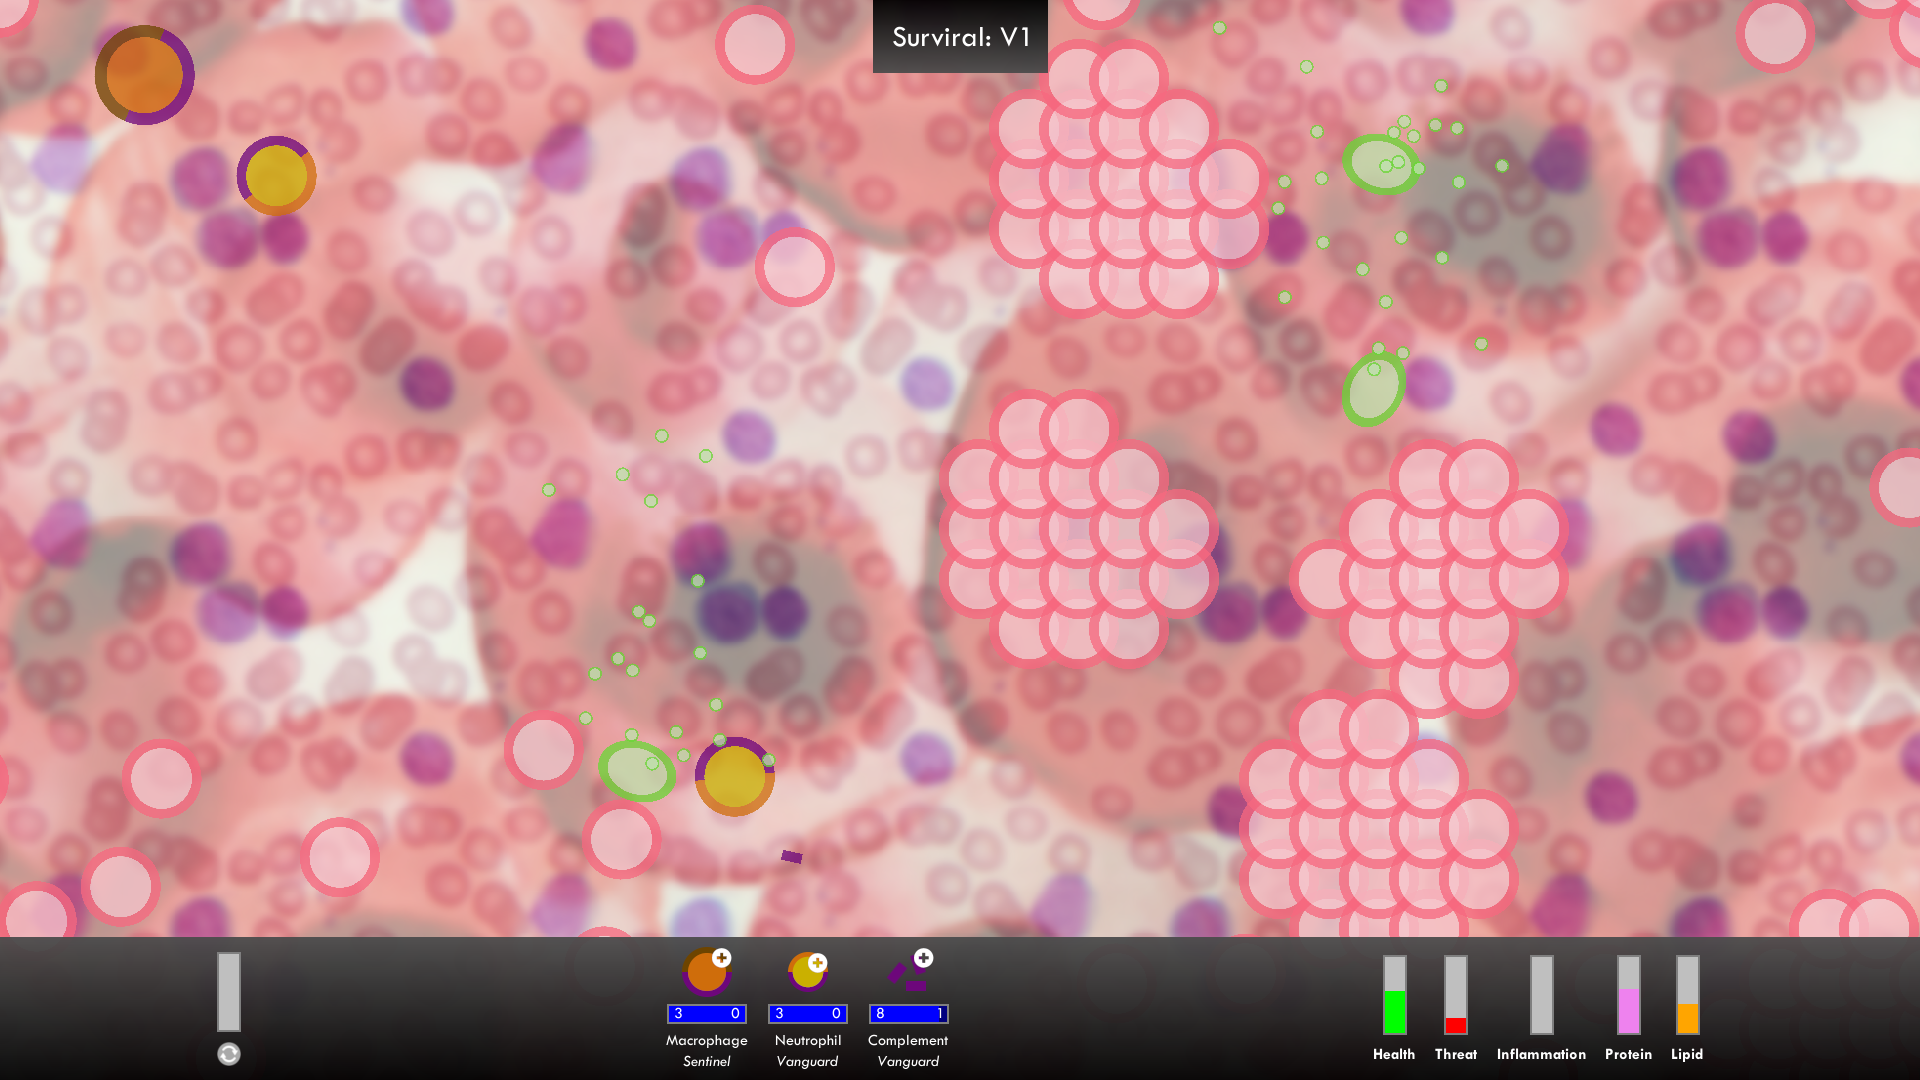 Surviral: V1
3 0 3 0 8 1
Macrophage Neutrophil Complement
Sentinel Vanguard Vanguard
Health Threat Inflammation Protein Lipid